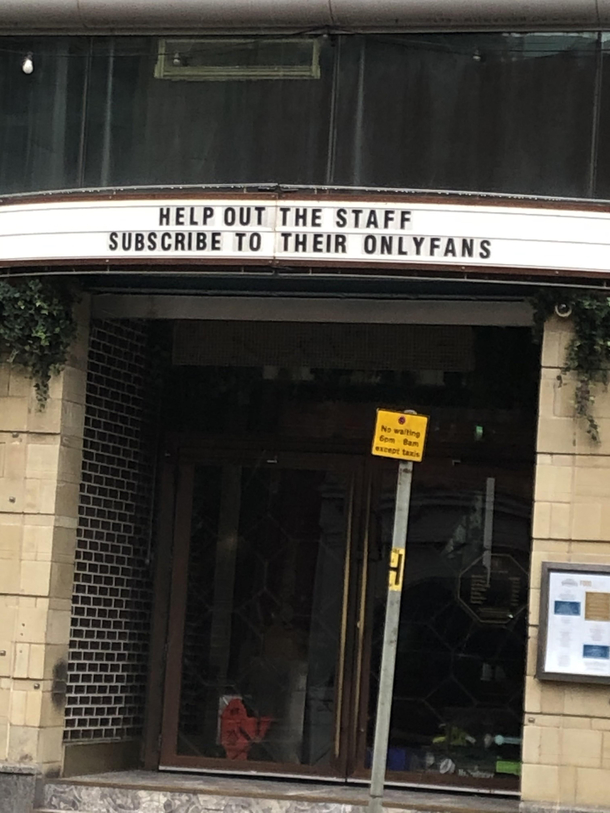 HELP OUT THE STAFF
SUBSCRIBE TO THEIR ONLYFANS
No waiting
6pm - 8am
except taxis
H